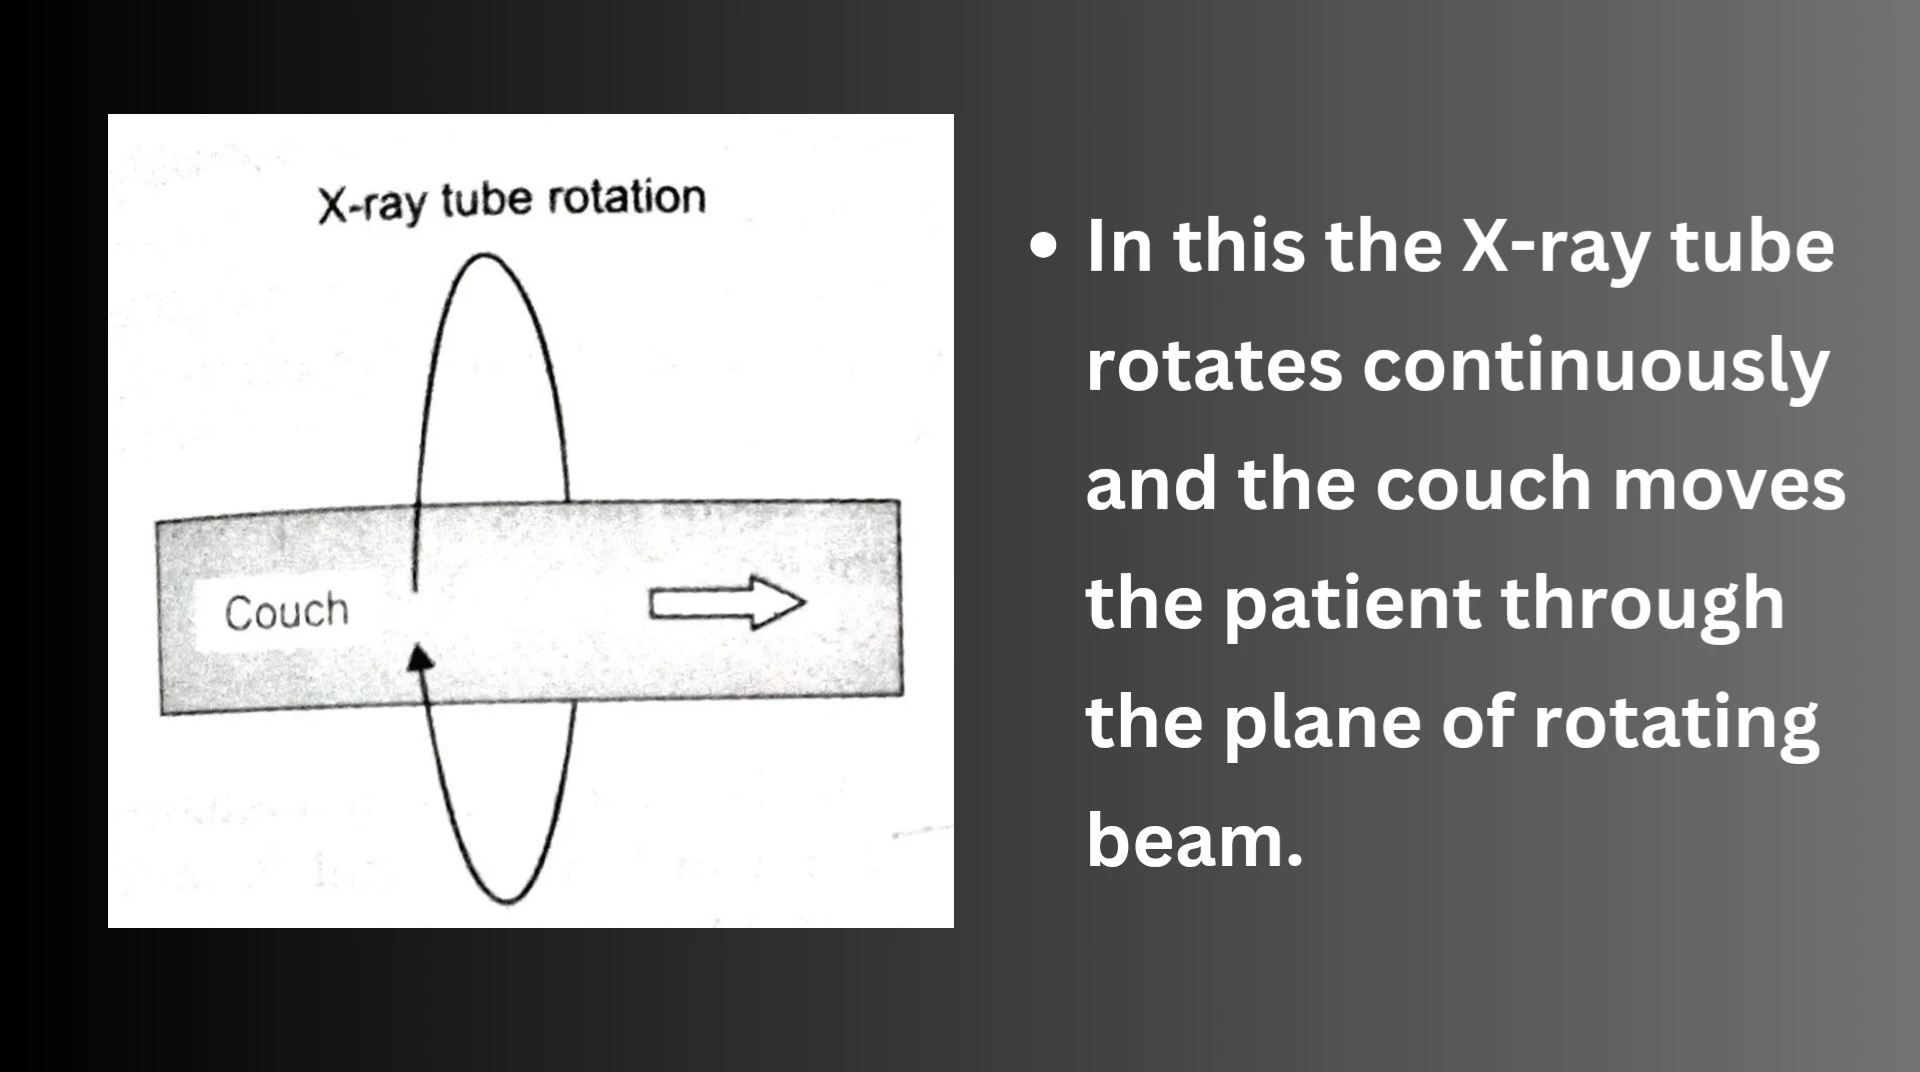 X-ray tube rotation
Couch
• In this the X-ray tube
rotates continuously
and the couch moves
the patient through
the plane of rotating
beam.